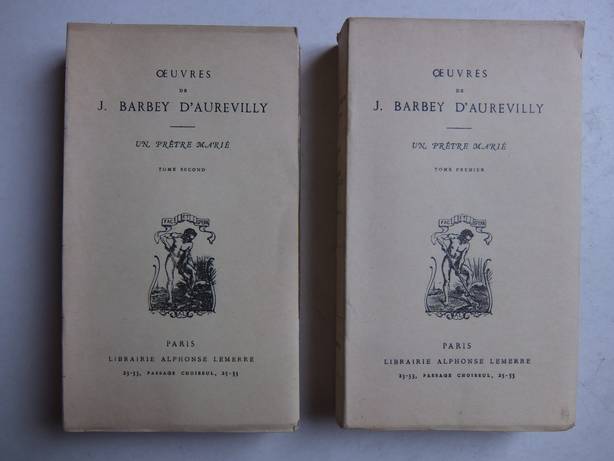 ŒUVRES
DE
J. BARBEY D'AUREVILLY
UN PRÊTRE MARIÉ
TOME SECOND
FAC ET SPERA
PARIS
LIBRAIRIE ALPHONSE LEMERRE
23-33, PASSAGE CHOISEUL, 23-33
ŒUVRES
DE
J. BARBEY D'AUREVILLY
UN PRÊTRE MARIÉ
TOME PREMIER
FAC ET SPERA
PARIS
LIBRAIRIE ALPHONSE LEMERRE
23-33, PASSAGE CHOISEUL, 23-33